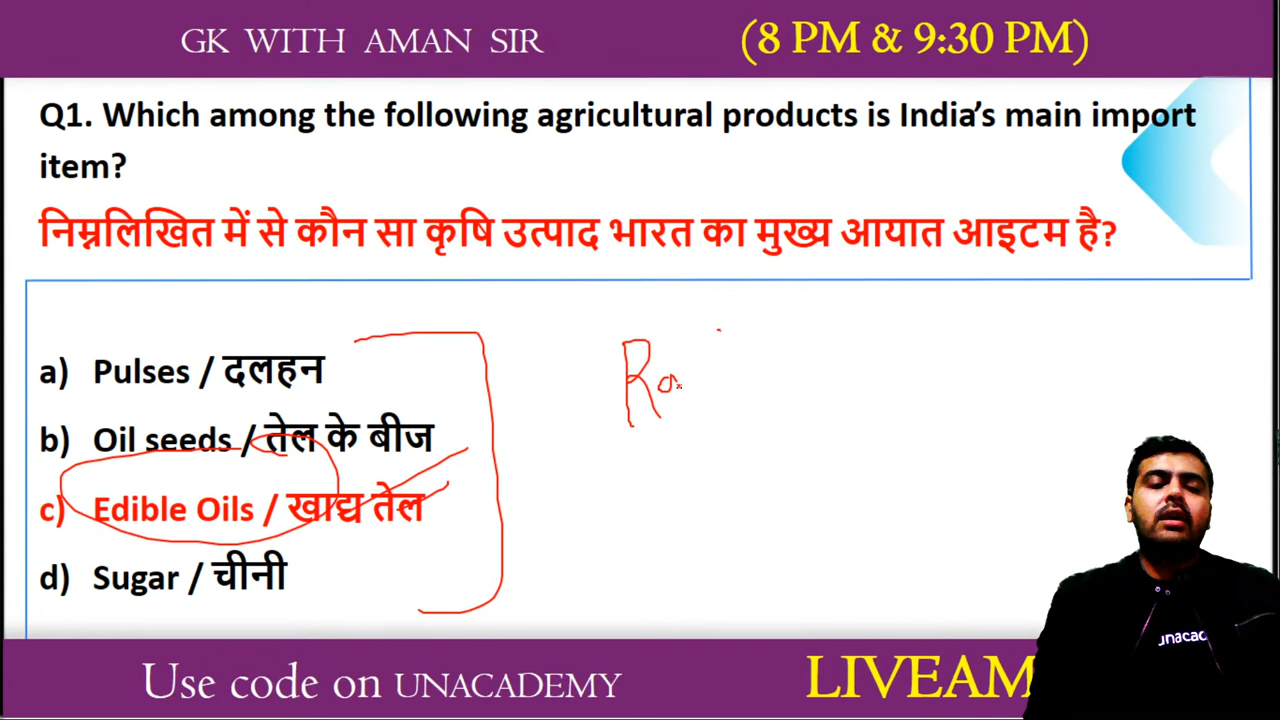 GK WITH AMAN SIR
(8 PM & 9:30 PM)
Q1. Which among the following agricultural products is India's main import
item?
निम्नलिखित में से कौन सा कृषि उत्पाद भारत का मुख्य आयात आइटम है?
a) Pulses / दलहन
b) Oil seeds / तेल के बीज
c) Edible Oils / खाद्य तेल
d) Sugar / चीनी
Ra
unacad
Use code on UNACADEMY
LIVEAM